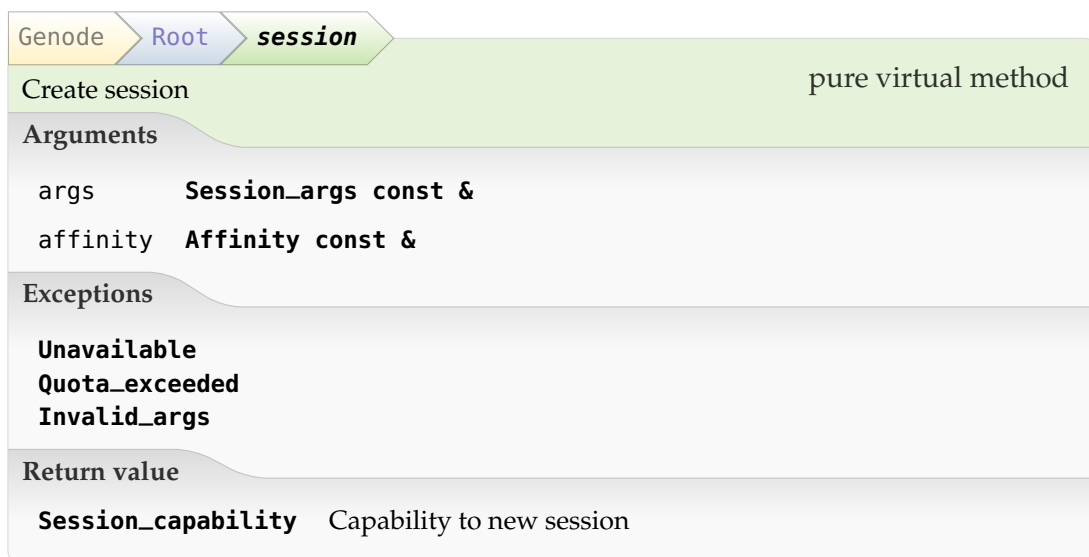 Genode Root session
pure virtual method
Create session
Arguments
args Session_args const &
affinity Affinity const &
Exceptions
Unavailable
Quota_exceeded
Invalid_args
Return value
Session_capability Capability to new session